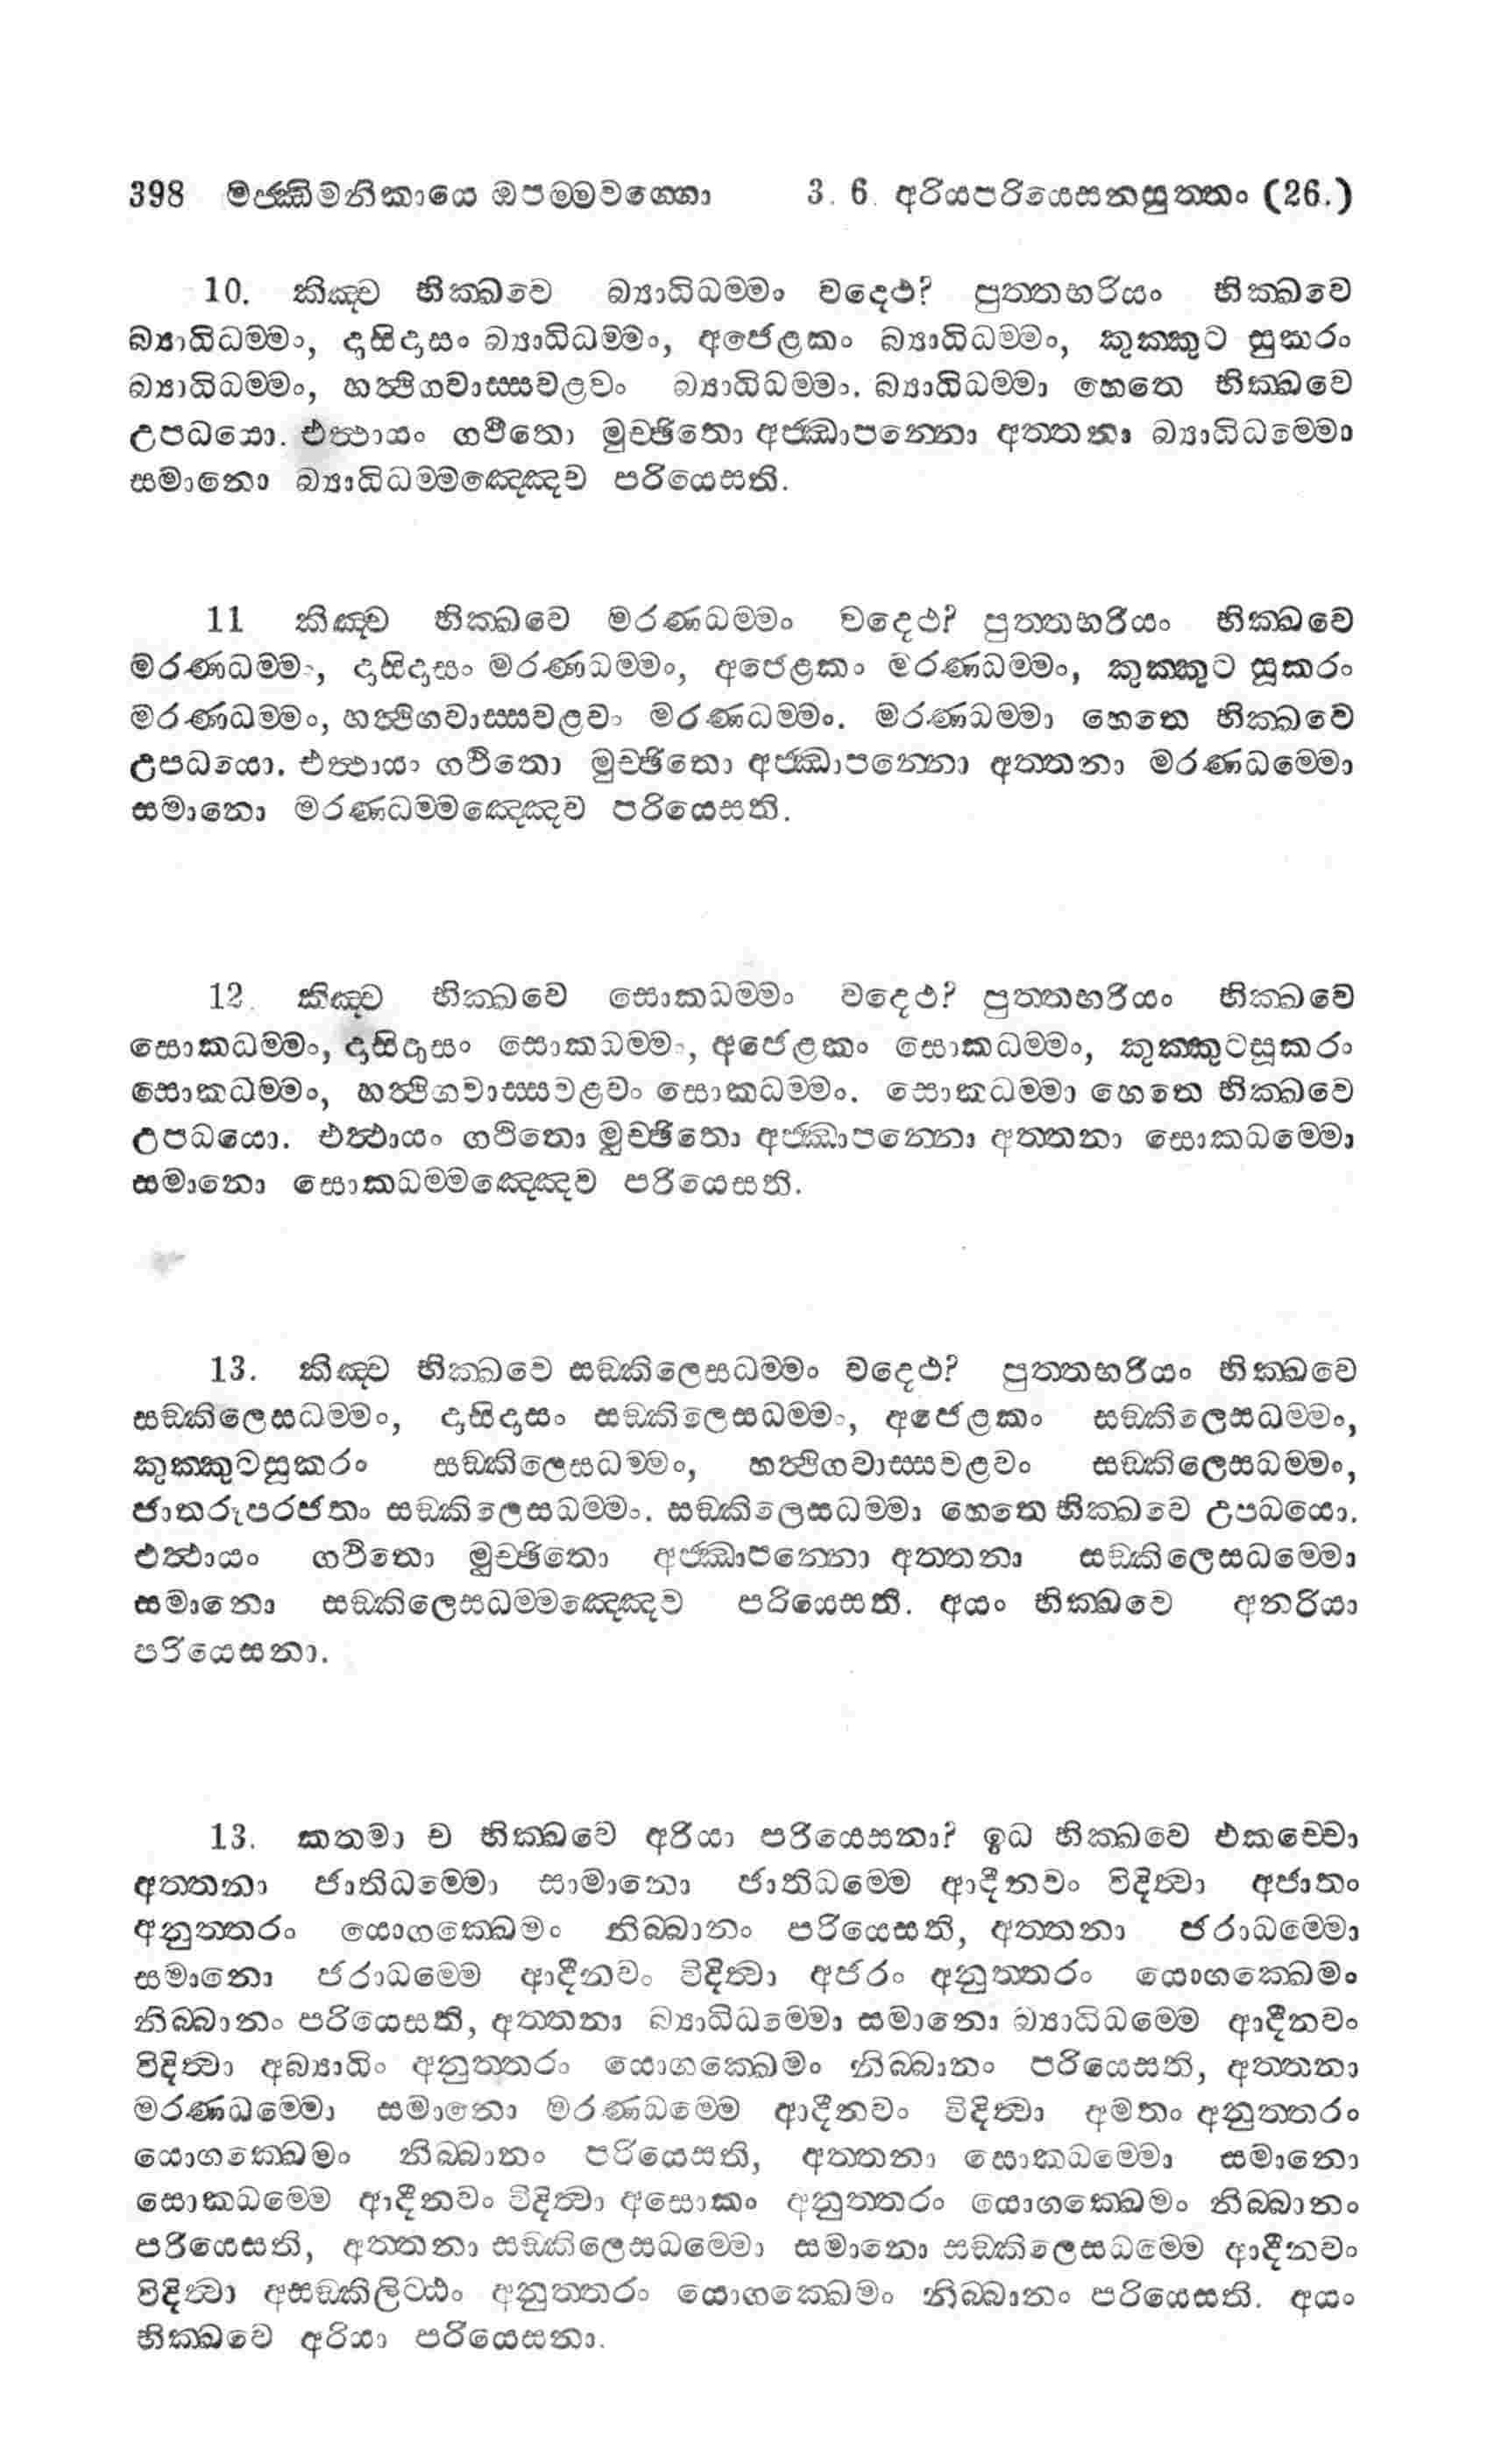 398 මජ්ඣිමනිකායෙ ඔපම්මවග්ගො 3. 6. අරියපරියෙසනසුත්තං (26.)
10. කිඤ්ච භික්ඛවෙ බ්‍යාධිධම්මං වදෙථ? පුත්තභරියං භික්ඛවෙ
බ්‍යාධිධම්මං, දාසිදාසං බ්‍යාධිධම්මං, අජෙළකං බ්‍යාධිධම්මං, කුක්කුට සුකරං
බ්‍යාධිධම්මං, හත්ථිගවාස්සවළවං බ්‍යාධිධම්මං. බ්‍යාධිධම්මා හෙතෙ භික්ඛවෙ
උපධයො. එත්ථායං ගථිතො මුච්ඡිතො අජ්ඣාපන්නො අත්තනා බ්‍යාධිධම්මො
සමානො බ්‍යාධිධම්මඤ්ඤෙව පරියෙසති.
11 කිඤ්ච භික්ඛවෙ මරණධම්මං වදෙථ? පුත්තභරියං භික්ඛවෙ
මරණධම්මං, දාසිදාසං මරණධම්මං, අජෙළකං මරණධම්මං, කුක්කුට සූකරං
මරණධම්මං, හත්ථිගවාස්සවළවං මරණධම්මං. මරණධම්මා හෙතෙ භික්ඛවෙ
උපධයො. එත්ථායං ගථිතො මුච්ඡිතො අජ්ඣාපන්නො අත්තනා මරණධම්මො
සමානො මරණධම්මඤ්ඤෙව පරියෙසති.
12. කිඤ්ච භික්ඛවෙ සොකධම්මං වදෙථ? පුත්තභරියං භික්ඛවෙ
සොකධම්මං, දාසිදාසං සොකධම්මං, අජෙළකං සොකධම්මං, කුක්කුටසූකරං
සොකධම්මං, හත්ථිගවාස්සවළවං සොකධම්මං. සොකධම්මා හෙතෙ භික්ඛවෙ
උපධයො. එත්ථායං ගථිතො මුච්ඡිතො අජ්ඣාපන්නො අත්තනා සොකධම්මො
සමානො සොකධම්මඤ්ඤෙව පරියෙසති.
13. කිඤ්ච භික්ඛවෙ සඞ්කිලෙසධම්මං වදෙථ? පුත්තභරියං භික්ඛවෙ
සඞ්කිලෙසධම්මං, දාසිදාසං සඞ්කිලෙසධම්මං, අජෙළකං සඞ්කිලෙසධම්මං,
කුක්කුටසූකරං සඞ්කිලෙසධම්මං, හත්ථිගවාස්සවළවං සඞ්කිලෙසධම්මං,
ජාතරූපරජතං සඞ්කිලෙසධම්මං. සඞ්කිලෙසධම්මා හෙතෙ භික්ඛවෙ උපධයො.
එත්ථායං ගථිතො මුච්ඡිතො අජ්ඣාපන්නො අත්තනා සඞ්කිලෙසධම්මො
සමානො සඞ්කිලෙසධම්මඤ්ඤෙව පරියෙසති. අයං භික්ඛවෙ අනරියා
පරියෙසනා.
13. කතමා ච භික්ඛවෙ අරියා පරියෙසනා? ඉධ භික්ඛවෙ එකච්චො
අත්තනා ජාතිධම්මො සාමානො ජාතිධම්මෙ ආදීනවං විදිත්‍වා අජාතං
අනුත්තරං යොගක්ඛෙමං නිබ්බානං පරියෙසති, අත්තනා ජරාධම්මො
සමානො ජරාධම්මෙ ආදීනවං විදිත්‍වා අජරං අනුත්තරං යොගක්ඛෙමං
නිබ්බානං පරියෙසති, අත්තනා බ්‍යාධිධම්මො සමානො බ්‍යාධිධම්මෙ ආදීනවං
විදිත්‍වා අබ්‍යාධිං අනුත්තරං යොගක්ඛෙමං නිබ්බානං පරියෙසති, අත්තනා
මරණධම්මො සමානො මරණධම්මෙ ආදීනවං විදිත්‍වා අමතං අනුත්තරං
යොගක්ඛෙමං නිබ්බානං පරියෙසති, අත්තනා සොකධම්මො සමානො
සොකධම්මෙ ආදීනවං විදිත්‍වා අසොකං අනුත්තරං යොගක්ඛෙමං නිබ්බානං
පරියෙසති, අත්තනා සඞ්කිලෙසධම්මො සමානො සඞ්කිලෙසධම්මෙ ආදීනවං
විදිත්‍වා අසඞ්කිලිට්ඨං අනුත්තරං යොගක්ඛෙමං නිබ්බානං පරියෙසති. අයං
භික්ඛවෙ අරියා පරියෙසනා.